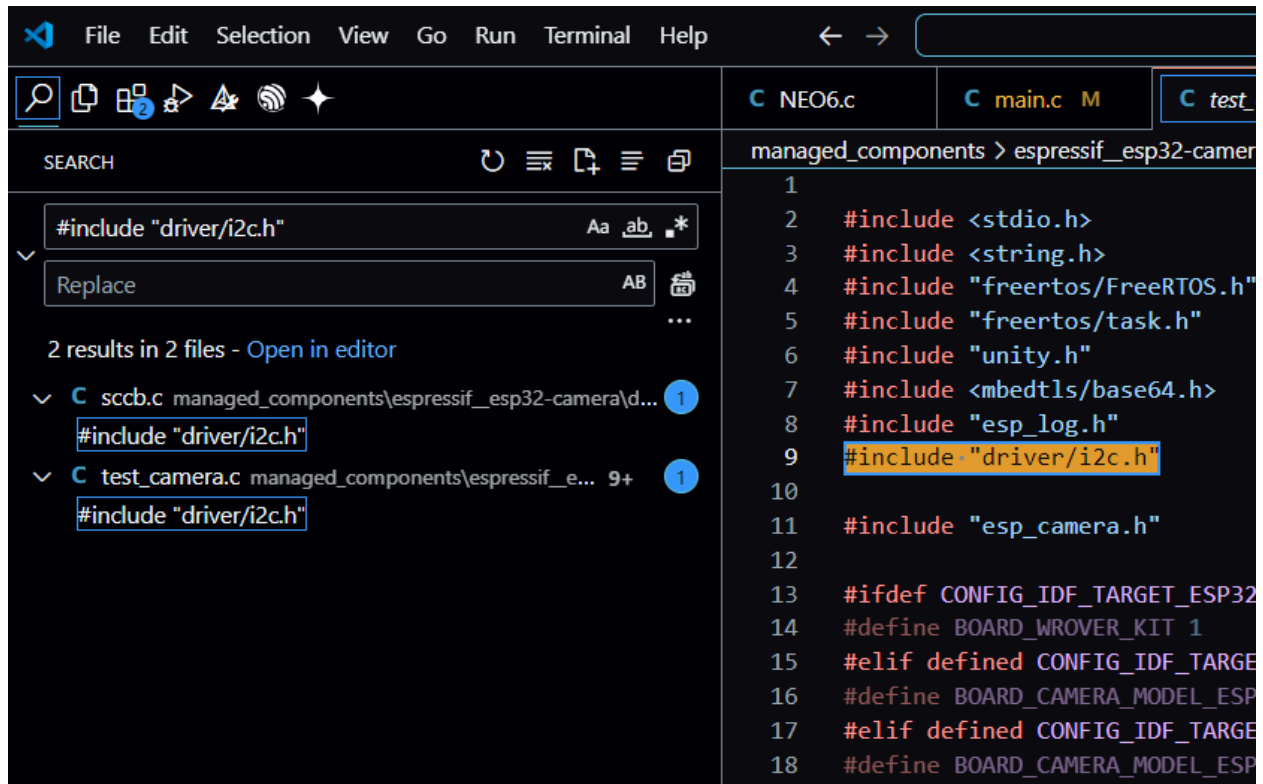 File Edit Selection View Go Run Terminal Help
2
C NEO6.c C main.c M C test_
SEARCH
managed_components > espressif__esp32-camer
#include "driver/i2c.h" Aa ab
Replace AB
2 results in 2 files - Open in editor
C sccb.c managed_components\espressif__esp32-camera\d... 1
#include "driver/i2c.h"
C test_camera.c managed_components\espressif__e... 9+ 1
#include "driver/i2c.h"
1
2 #include <stdio.h>
3 #include <string.h>
4 #include "freertos/FreeRTOS.h"
5 #include "freertos/task.h"
6 #include "unity.h"
7 #include <mbedtls/base64.h>
8 #include "esp_log.h"
9 #include "driver/i2c.h"
10
11 #include "esp_camera.h"
12
13 #ifdef CONFIG_IDF_TARGET_ESP32
14 #define BOARD_WROVER_KIT 1
15 #elif defined CONFIG_IDF_TARGE
16 #define BOARD_CAMERA_MODEL_ESP
17 #elif defined CONFIG_IDF_TARGE
18 #define BOARD_CAMERA_MODEL_ESP